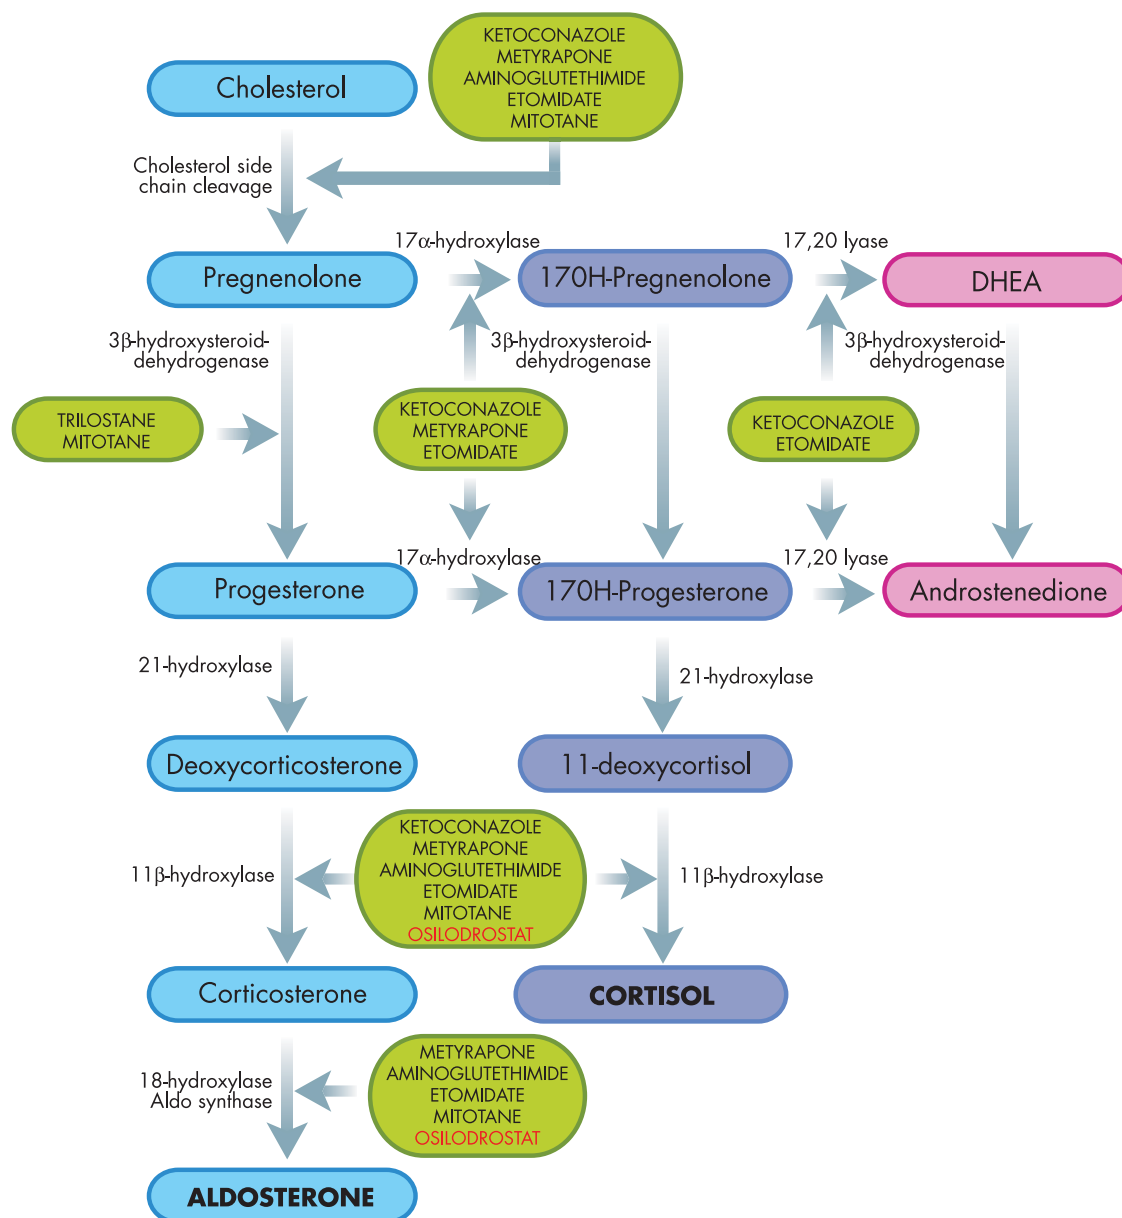 KETOCONAZOLE
METYRAPONE
AMINOGLUTETHIMIDE
ETOMIDATE
MITOTANE
Cholesterol
Cholesterol side
chain cleavage
17α-hydroxylase
17,20 lyase
Pregnenolone
170H-Pregnenolone
DHEA
3β-hydroxysteroid-
dehydrogenase
3β-hydroxysteroid-
dehydrogenase
3β-hydroxysteroid-
dehydrogenase
TRILOSTANE
MITOTANE
KETOCONAZOLE
METYRAPONE
ETOMIDATE
KETOCONAZOLE
ETOMIDATE
17α-hydroxylase
17,20 lyase
Progesterone
170H-Progesterone
Androstenedione
21-hydroxylase
21-hydroxylase
Deoxycorticosterone
11-deoxycortisol
11β-hydroxylase
KETOCONAZOLE
METYRAPONE
AMINOGLUTETHIMIDE
ETOMIDATE
MITOTANE
OSILODROSTAT
11β-hydroxylase
Corticosterone
CORTISOL
18-hydroxylase
Aldo synthase
METYRAPONE
AMINOGLUTETHIMIDE
ETOMIDATE
MITOTANE
OSILODROSTAT
ALDOSTERONE